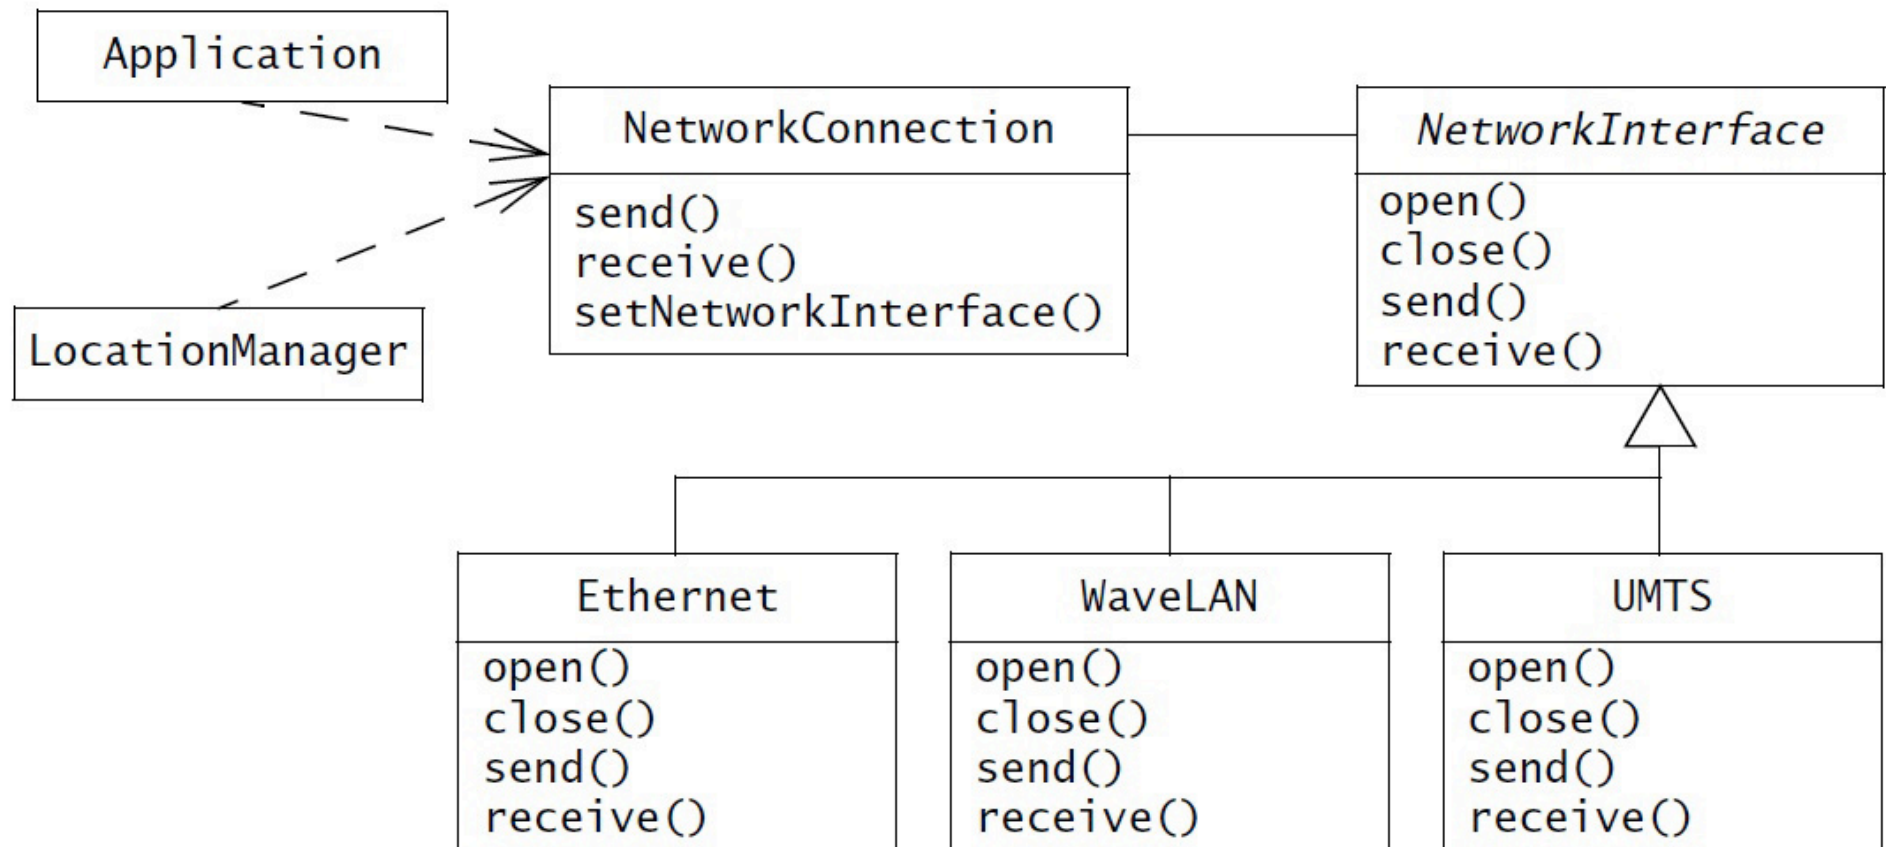 Application
NetworkConnection
send()
receive()
setNetworkInterface()
NetworkInterface
open()
close()
send()
receive()
LocationManager
Ethernet
open()
close()
send()
receive()
WaveLAN
open()
close()
send()
receive()
UMTS
open()
close()
send()
receive()